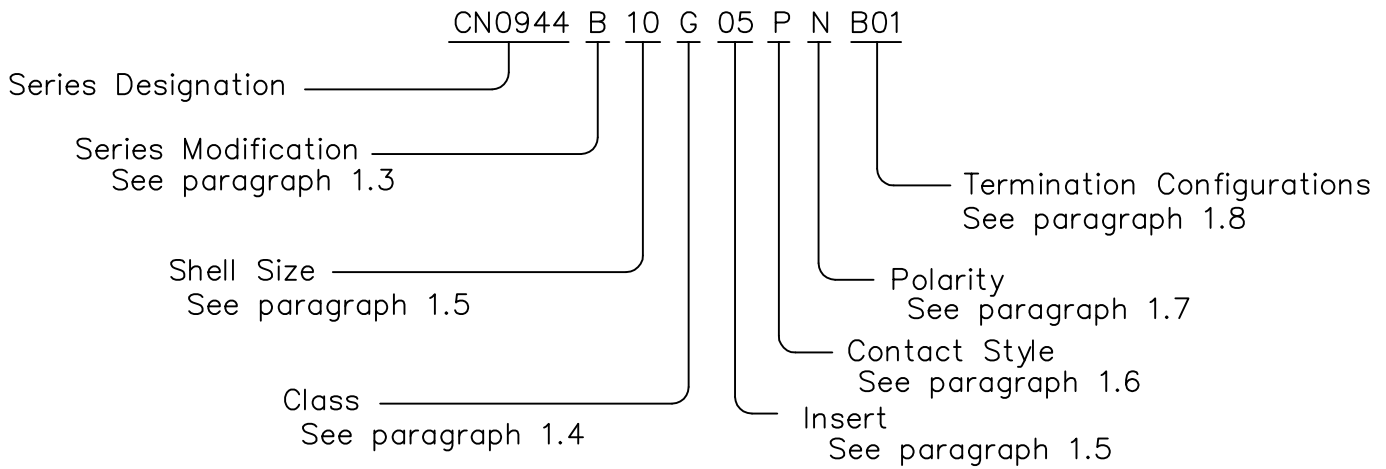 CN0944 B 10 G 05 P N B01
Series Designation
Series Modification
See paragraph 1.3
Termination Configurations
See paragraph 1.8
Shell Size
See paragraph 1.5
Polarity
See paragraph 1.7
Contact Style
See paragraph 1.6
Class
See paragraph 1.4
Insert
See paragraph 1.5